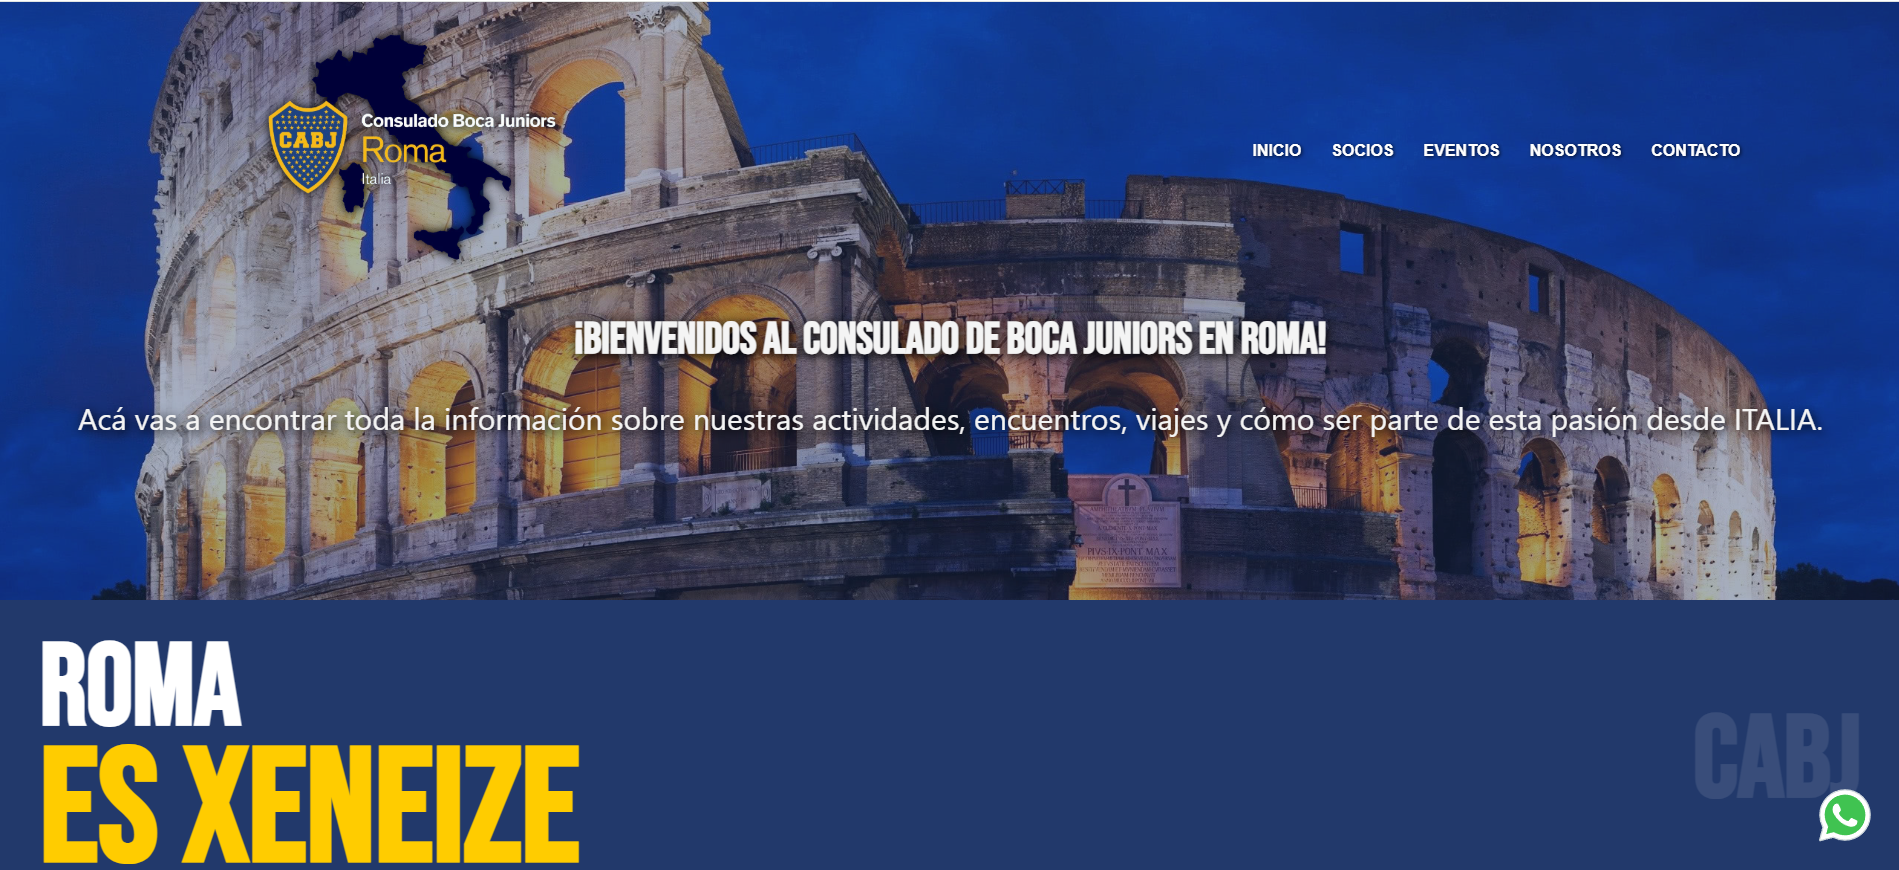 CABJ
Consulado Boca Juniors
Roma
Italia
INICIO SOCIOS EVENTOS NOSOTROS CONTACTO
¡BIENVENIDOS AL CONSULADO DE BOCA JUNIORS EN ROMA!
Acá vas a encontrar toda la información sobre nuestras actividades, encuentros, viajes y cómo ser parte de esta pasión desde ITALIA.
PIVS·IX·PONT MAX
ROMA
ES XENEIZE
CABJ